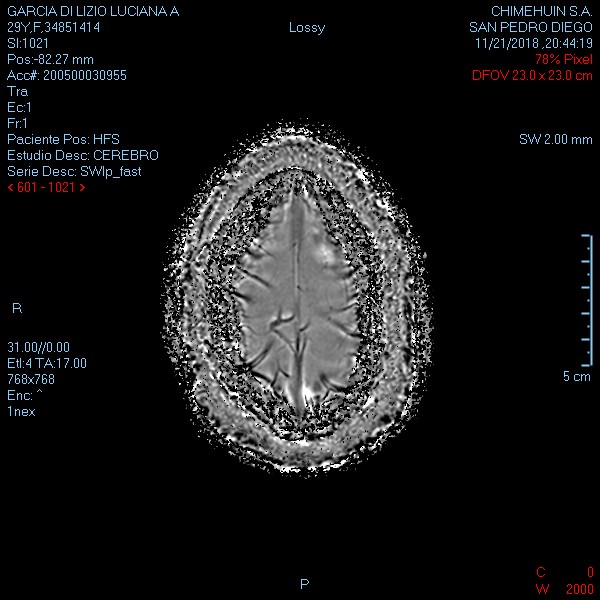 GARCIA DI LIZIO LUCIANA A
29Y,F,34851414
Sl:1021
Pos:-82.27 mm
Acc#: 200500030955
Tra
Ec:1
Fr:1
Paciente Pos: HFS
Estudio Desc: CEREBRO
Serie Desc: SWIp_fast
< 601 - 1021 >
Lossy
CHIMEHUIN S.A.
SAN PEDRO DIEGO
11/21/2018 ,20:44:19
78% Pixel
DFOV 23.0 x 23.0 cm
SW 2.00 mm
R
5 cm
31.00//0.00
Etl:4 TA:17.00
768x768
Enc: ^
1nex
P
C 0
W 2000